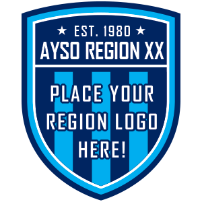 ★ EST. 1980 ★
AYSO REGION XX
PLACE YOUR
REGION LOGO
HERE!